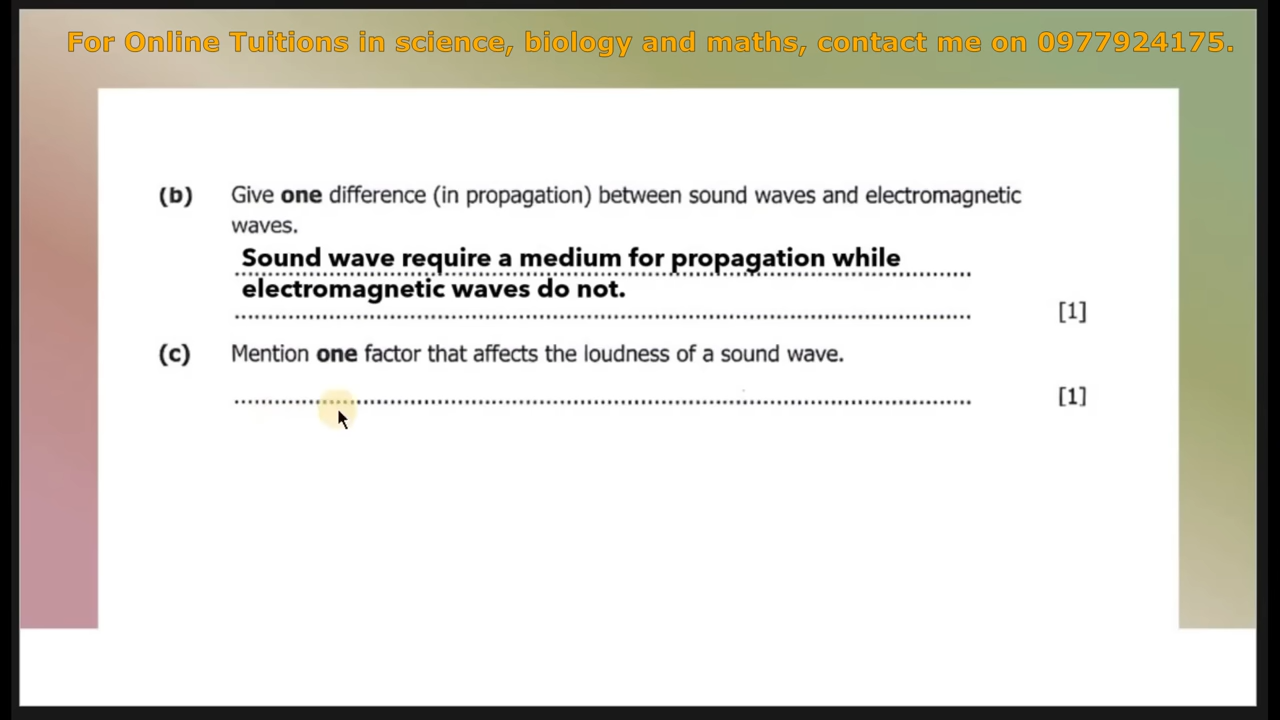 For Online Tuitions in science, biology and maths, contact me on 0977924175.
(b) Give one difference (in propagation) between sound waves and electromagnetic
waves.
Sound wave require a medium for propagation while
electromagnetic waves do not.
[1]
(c) Mention one factor that affects the loudness of a sound wave.
[1]